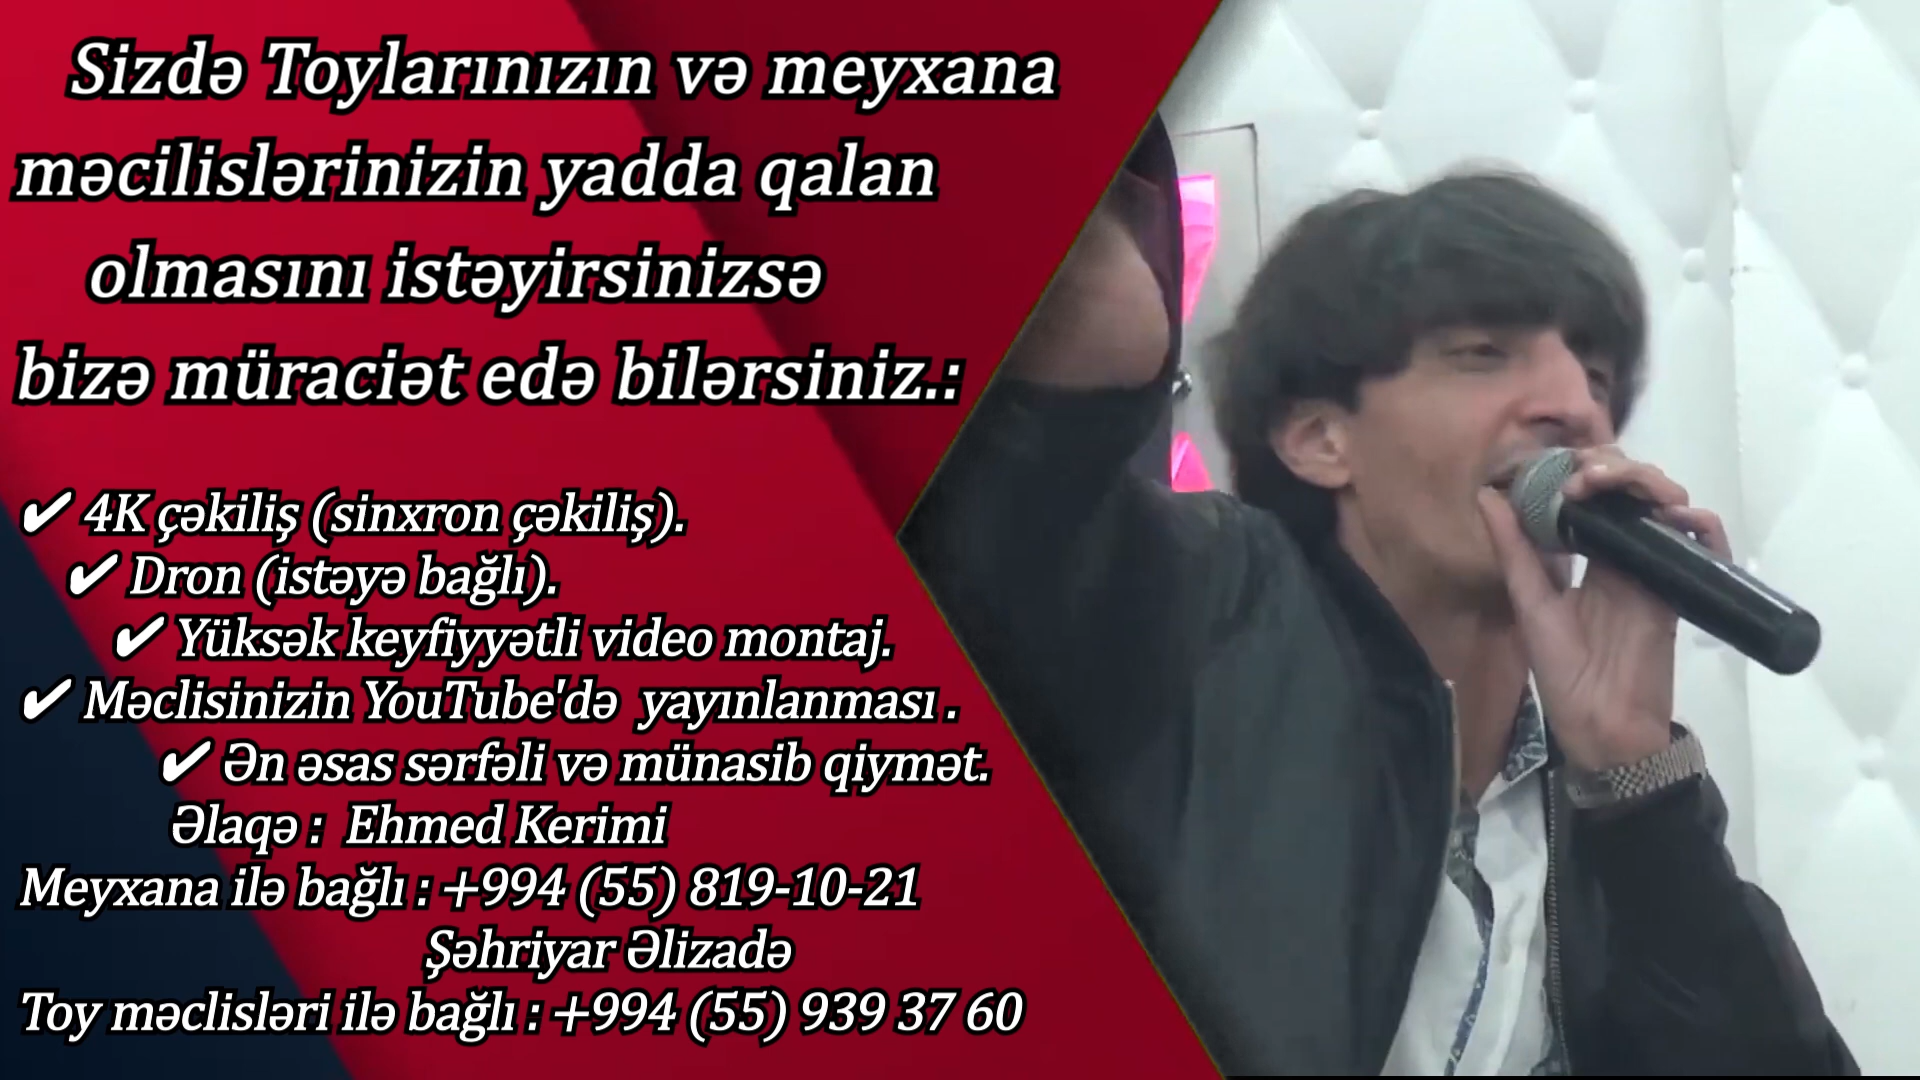 Sizdə Toylarınızın və meyxana
məcilislərinizin yadda qalan
olmasını istəyirsinizsə
bizə müraciət edə bilərsiniz.:
✔ 4K çəkiliş (sinxron çəkiliş).
✔ Dron (istəyə bağlı).
✔ Yüksək keyfiyyətli video montaj.
✔ Məclisinizin YouTube'də yayınlanması .
✔ Ən əsas sərfəli və münasib qiymət.
Əlaqə : Ehmed Kerimi
Meyxana ilə bağlı : +994 (55) 819-10-21
Şəhriyar Əlizadə
Toy məclisləri ilə bağlı : +994 (55) 939 37 60